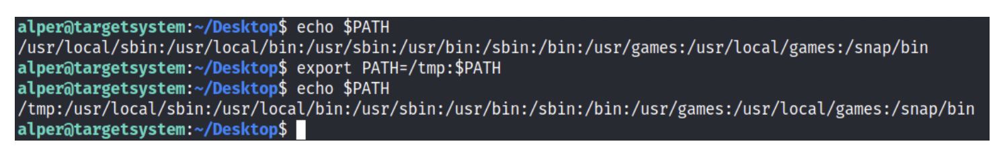 alper@targetsystem:~/Desktop$ echo $PATH
/usr/local/sbin:/usr/local/bin:/usr/sbin:/usr/bin:/sbin:/bin:/usr/games:/usr/local/games:/snap/bin
alper@targetsystem:~/Desktop$ export PATH=/tmp:$PATH
alper@targetsystem:~/Desktop$ echo $PATH
/tmp:/usr/local/sbin:/usr/local/bin:/usr/sbin:/usr/bin:/sbin:/bin:/usr/games:/usr/local/games:/snap/bin
alper@targetsystem:~/Desktop$